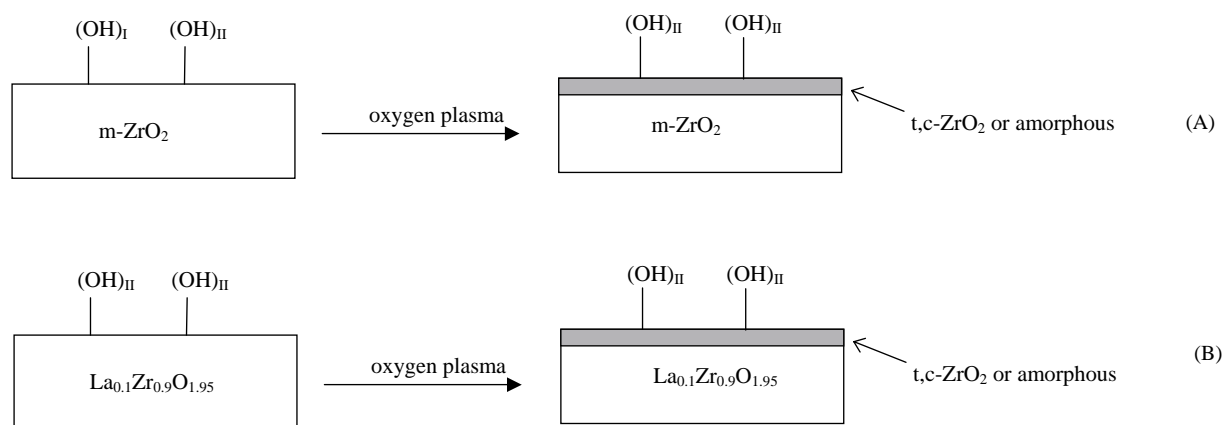 (OH)I (OH)II
m-ZrO2
oxygen plasma
(OH)II (OH)II
m-ZrO2
t,c-ZrO2 or amorphous
(A)
(OH)II (OH)II
La0.1Zr0.9O1.95
oxygen plasma
(OH)II (OH)II
La0.1Zr0.9O1.95
t,c-ZrO2 or amorphous
(B)